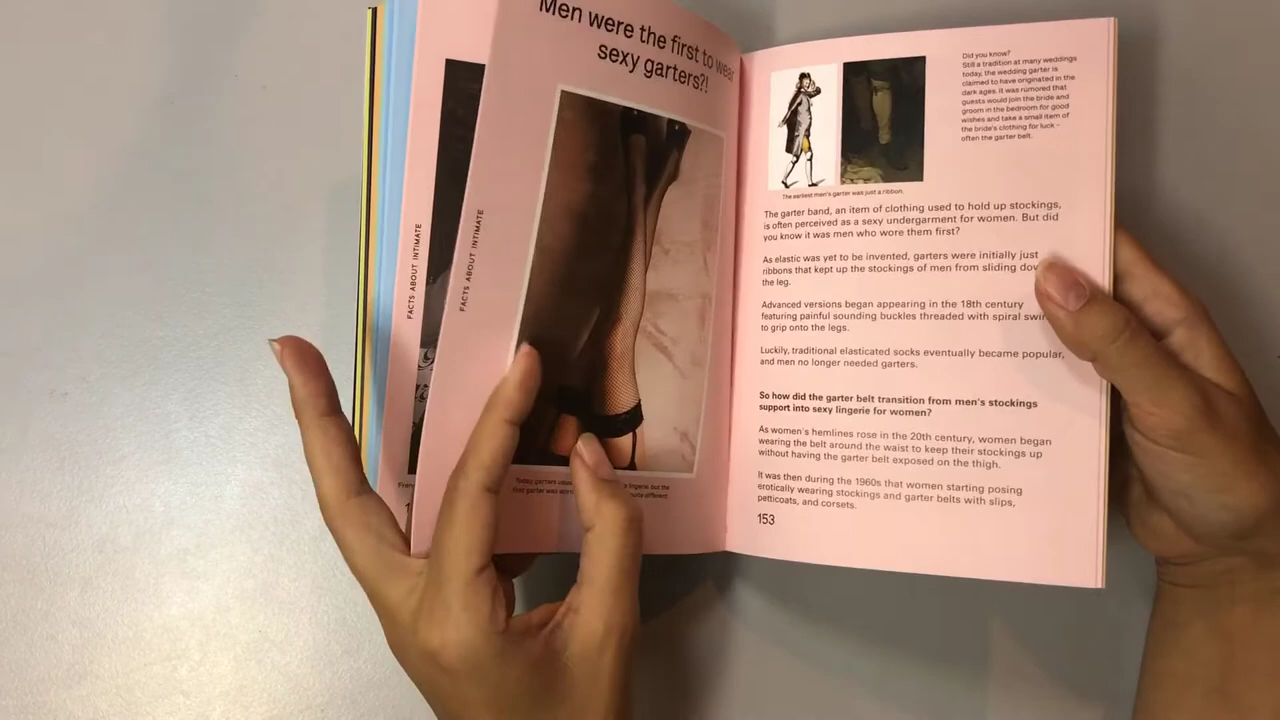 Men were the first to wear
sexy garters?!
FACTS ABOUT INTIMATE
FACTS ABOUT INTIMATE
Today garters
lingerie but the
first garter was
quite different.
The earliest men's garter was just a ribbon.
Did you know?
Still a tradition at many weddings
today, the wedding garter is
claimed to have originated in the
dark ages. It was rumored that
guests would join the bride and
groom in the bedroom for good
wishes and take a small item of
the bride's clothing for luck –
often the garter belt.
The garter band, an item of clothing used to hold up stockings,
is often perceived as a sexy undergarment for women. But did
you know it was men who wore them first?
As elastic was yet to be invented, garters were initially just
ribbons that kept up the stockings of men from sliding
the leg.
Advanced versions began appearing in the 18th century
featuring painful sounding buckles threaded with spiral
to grip onto the legs.
Luckily, traditional elasticated socks eventually became popular,
and men no longer needed garters.
So how did the garter belt transition from men's stockings
support into sexy lingerie for women?
As women's hemlines rose in the 20th century, women began
wearing the belt around the waist to keep their stockings up
without having the garter belt exposed on the thigh.
It was then during the 1960s that women starting posing
erotically wearing stockings and garter belts with slips,
petticoats, and corsets.
153